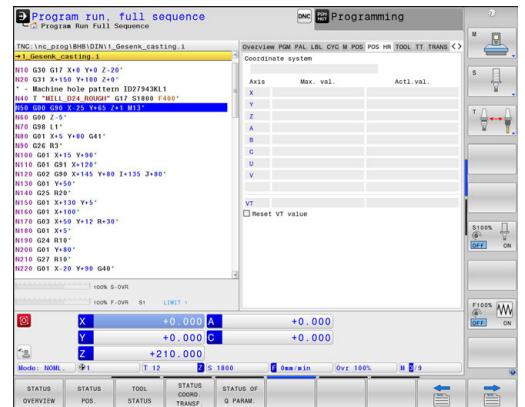 Program run, full sequence
Program Run Full Sequence
DNC
Programming
TNC:\nc_prog\BHB\DIN\1_Gesenk_casting.i
→1_Gesenk_casting.i
N10 G30 G17 X+0 Y+0 Z-20*
N20 G31 X+150 Y+100 Z+0*
* - Machine hole pattern ID27943KL1
N40 T "MILL_D24_ROUGH" G17 S1800 F400*
N50 G00 G90 X-25 Y+65 Z+1 M13*
N60 G00 Z-5*
N70 G98 L1*
N80 G01 X+5 Y+80 G41*
N90 G26 R3*
N100 G01 X+15 Y+90*
N110 G01 G91 X+120*
N120 G02 G90 X+145 Y+80 I+135 J+80*
N130 G01 Y+50*
N140 G25 R20*
N150 G01 X+130 Y+5*
N160 G01 X+100*
N170 G03 X+50 Y+12 R+30*
N180 G01 X+5*
N190 G24 R10*
N200 G01 Y+80*
N210 G27 R10*
N220 G01 X-20 Y+90 G40*
100% S-OVR
100% F-OVR S1 LIMIT 1
Overview PGM PAL LBL CYC M POS POS HR TOOL TT TRANS
Coordinate system
Axis Max. val. Actl.val.
X
Y
Z
A
B
C
U
V
VT
Reset VT value
X +0.000 A +0.000
Y +0.000 C +0.000
Z +210.000
Mode: NOML. 1 T 12 Z S 1800 F 0mm/min Ovr 100% M 3/9
STATUS OVERVIEW
STATUS POS.
TOOL STATUS
STATUS COORD. TRANSF.
STATUS OF Q PARAM.
M
S
T
S100%
OFF ON
F100%
OFF ON